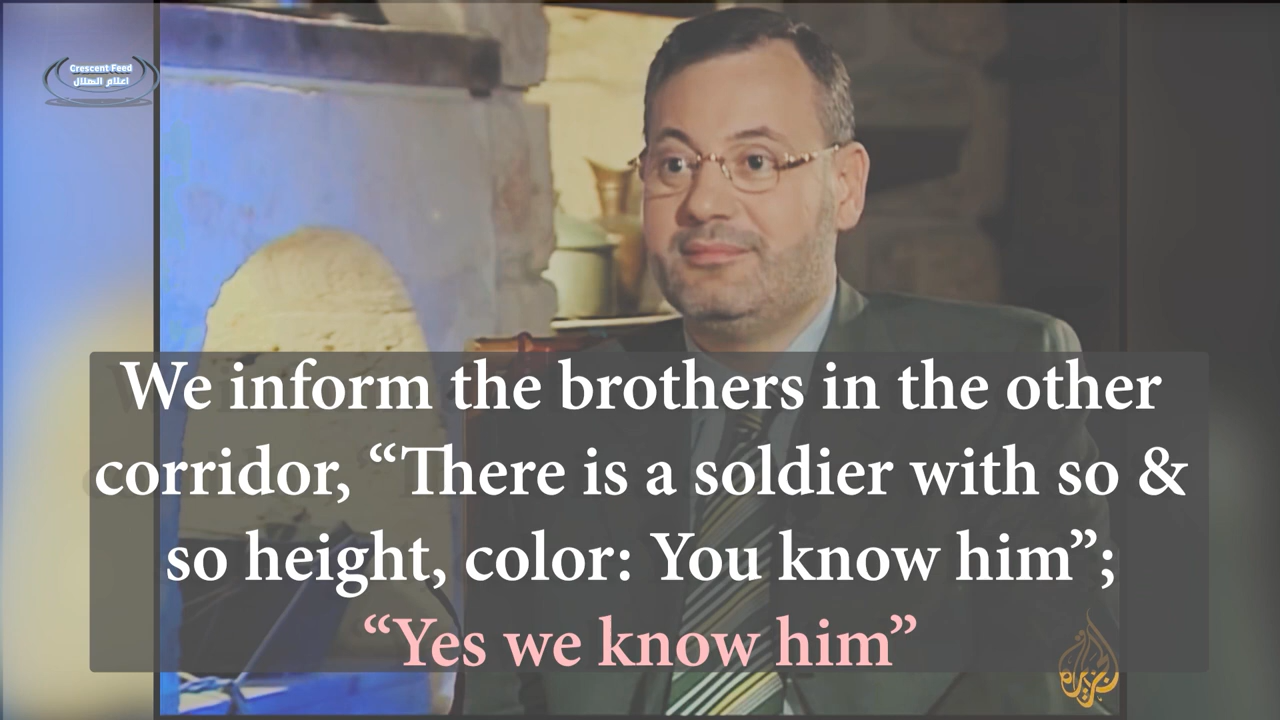 Crescent Feed
اعلام الهلال
We inform the brothers in the other
corridor, “There is a soldier with so &
so height, color: You know him”;
“Yes we know him”
الجزيرة